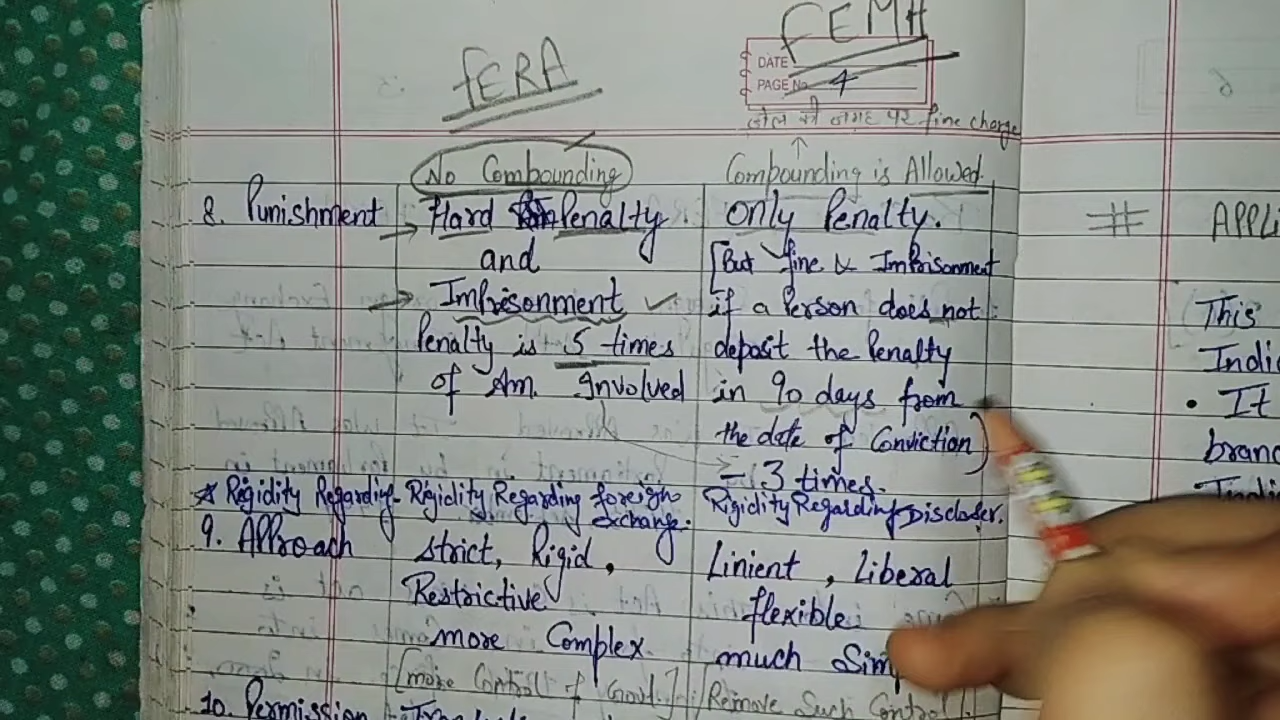 FERA
FEMA
DATE
PAGE No. 4
जेल की जगह पर fine charge
No Compounding
Compounding is Allowed.
8. Punishment
Hard Penalty
and
Imprisonment ✓
Penalty is 5 times
of Am. Involved
Only Penalty.
[But fine & Imprisonment
if a Person does not
deposit the Penalty
in 90 days from
the date of Conviction]
- 3 times.
* Rigidity Regarding-
Rigidity Regarding foreign
exchange.
Rigidity Regarding Discloser.
9. Approach
Strict, Rigid,
Restrictive
more Complex
[more Control of Govt.]
Linient, Liberal
flexible
much Sim
[Remove Such Control].
10. Permission
# APPLI
This
Indi
• It
branc
Indi